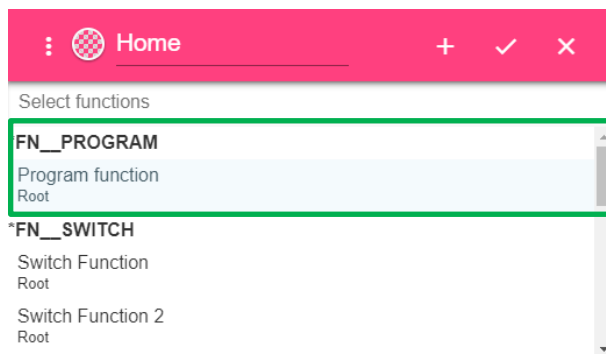 Home
Select functions
*FN__PROGRAM
Program function
Root
*FN__SWITCH
Switch Function
Root
Switch Function 2
Root